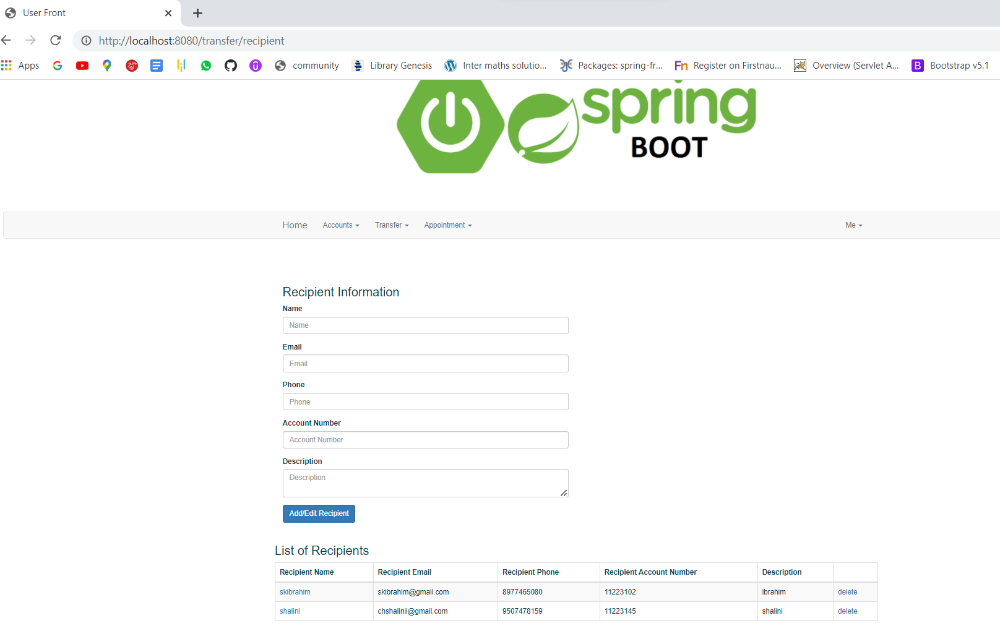 User Front
http://localhost:8080/transfer/recipient
Apps community Library Genesis Inter maths solutio... Packages: spring-fr... Register on Firstnau... Overview (Servlet A... Bootstrap v5.1
spring
BOOT
Home Accounts Transfer Appointment Me
Recipient Information
Name
Name
Email
Email
Phone
Phone
Account Number
Account Number
Description
Description
Add/Edit Recipient
List of Recipients
Recipient Name Recipient Email Recipient Phone Recipient Account Number Description
skibrahim skibrahim@gmail.com 8977465080 11223102 ibrahim delete
shalini chshalinii@gmail.com 9507478159 11223145 shalini delete